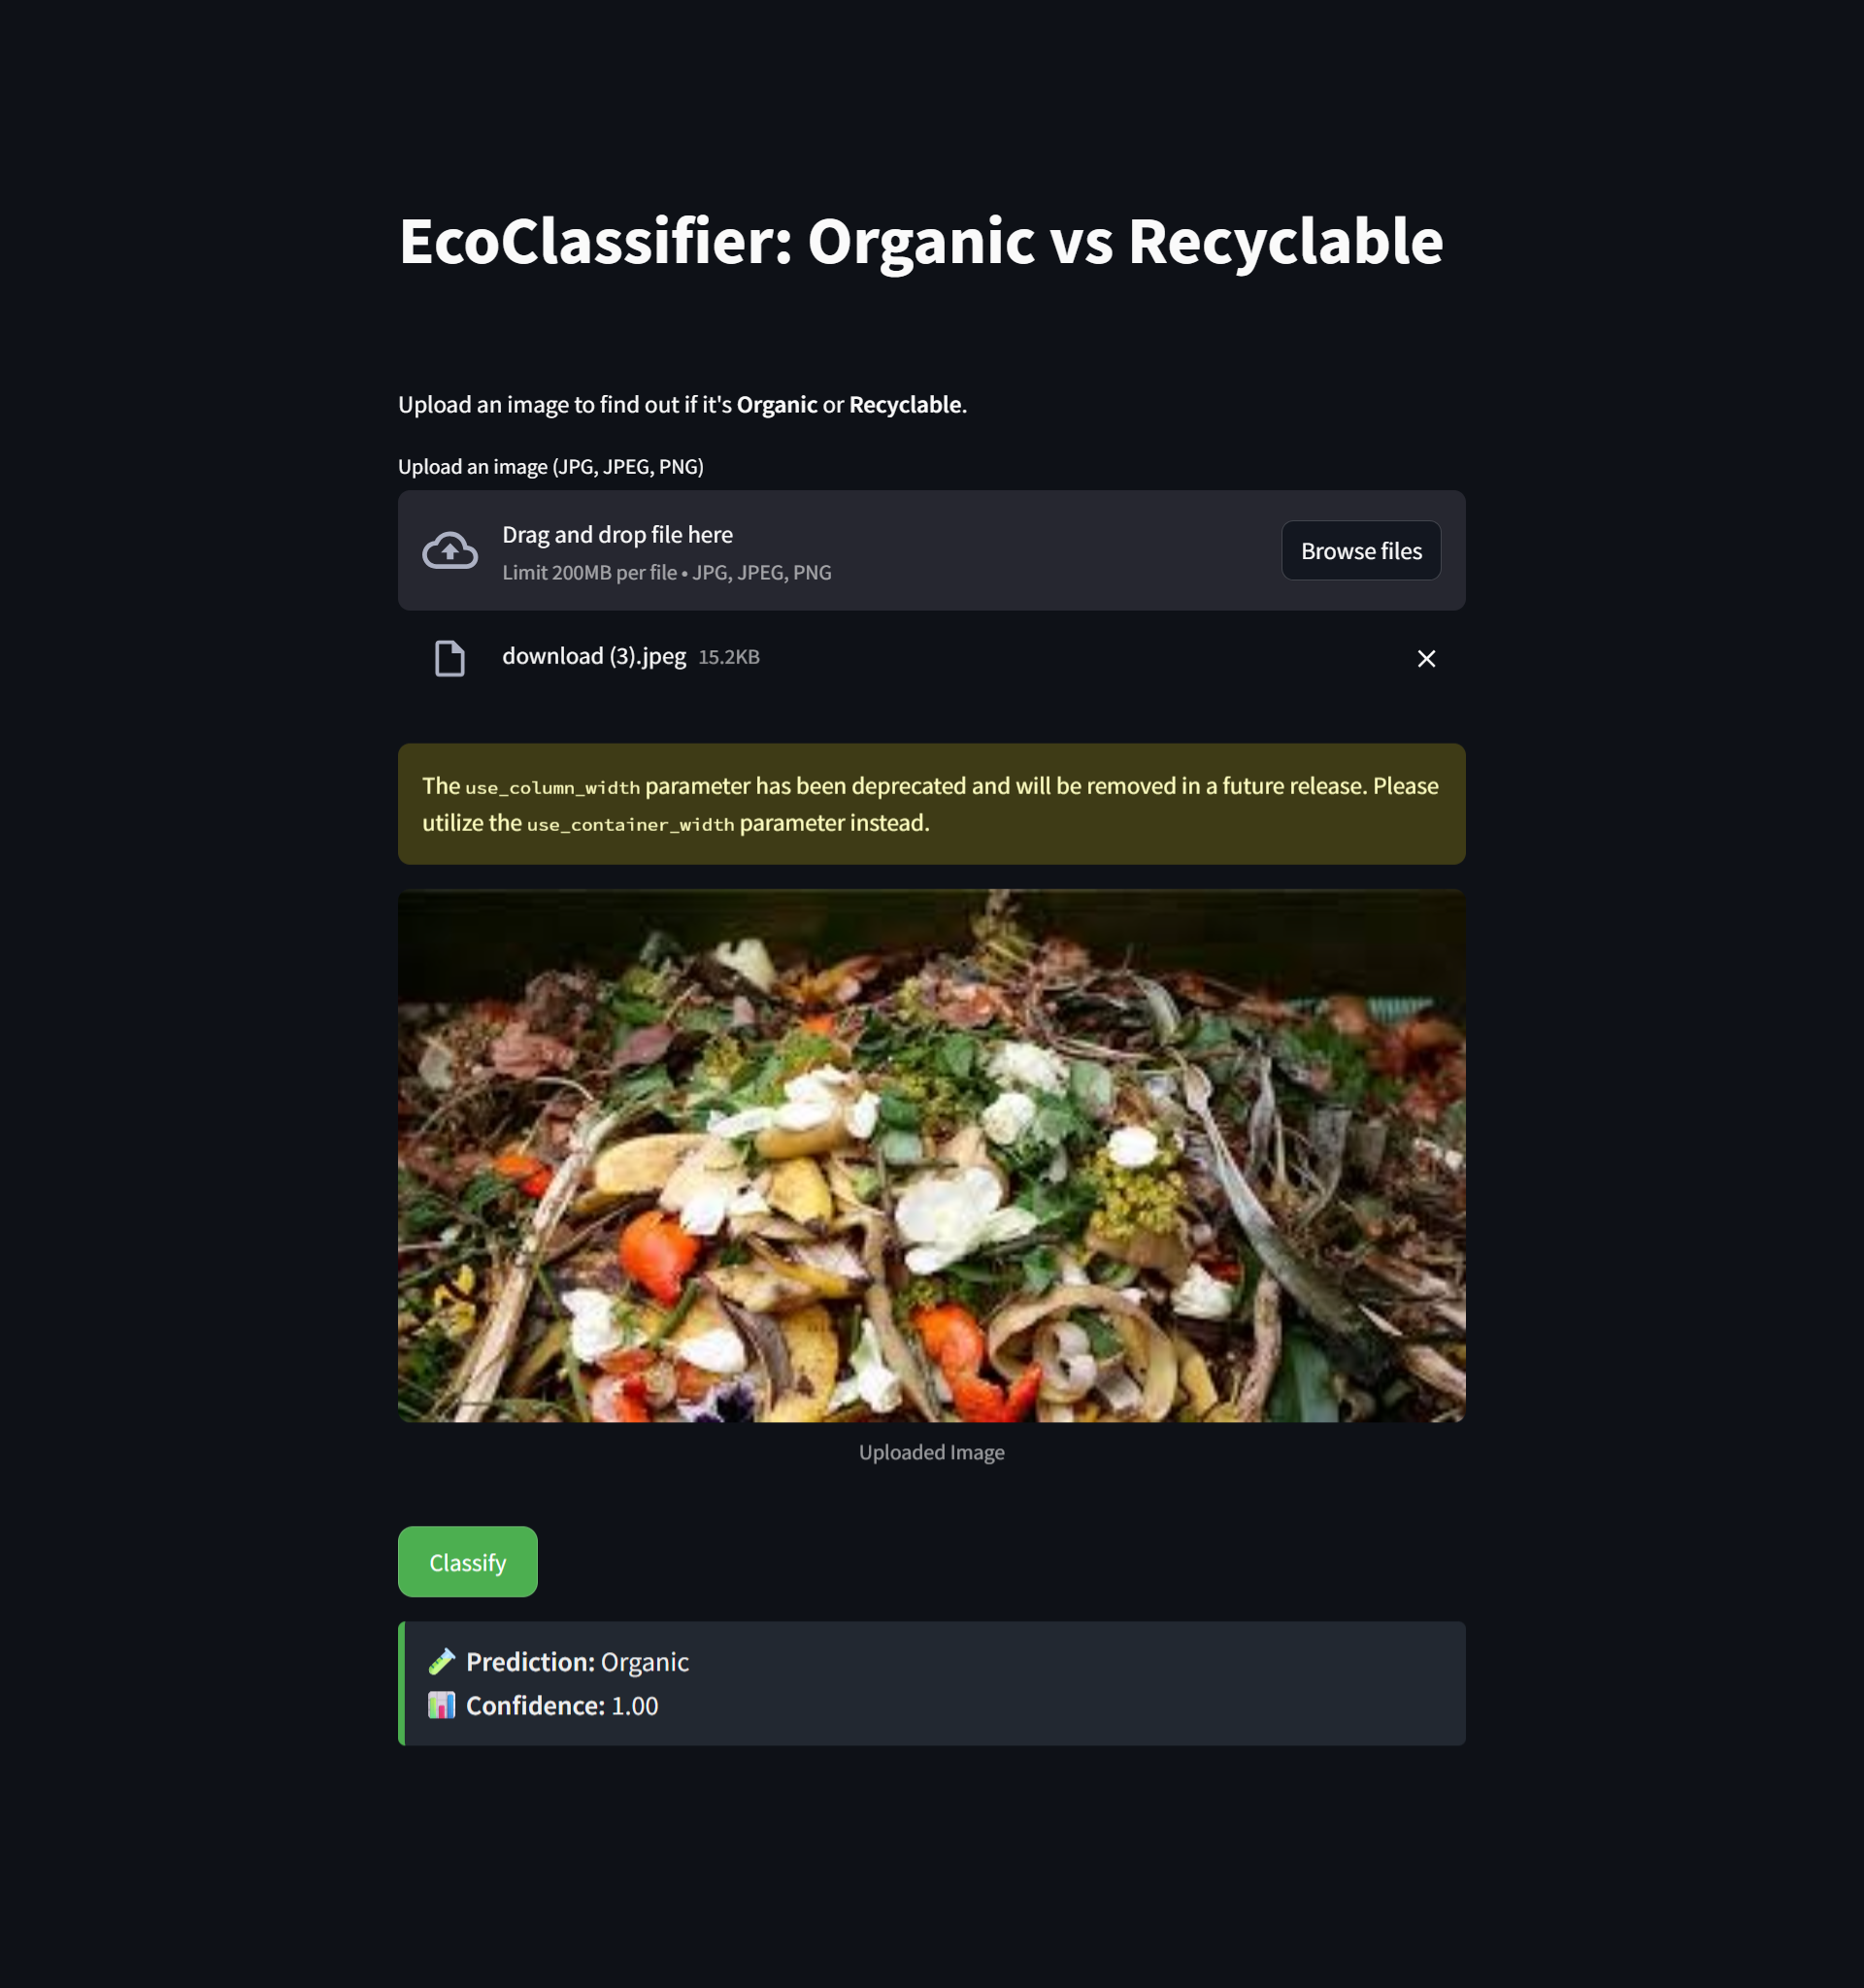 EcoClassifier: Organic vs Recyclable
Upload an image to find out if it's Organic or Recyclable.
Upload an image (JPG, JPEG, PNG)
Drag and drop file here
Limit 200MB per file • JPG, JPEG, PNG
Browse files
download (3).jpeg 15.2KB
The use_column_width parameter has been deprecated and will be removed in a future release. Please
utilize the use_container_width parameter instead.
Uploaded Image
Classify
Prediction: Organic
Confidence: 1.00